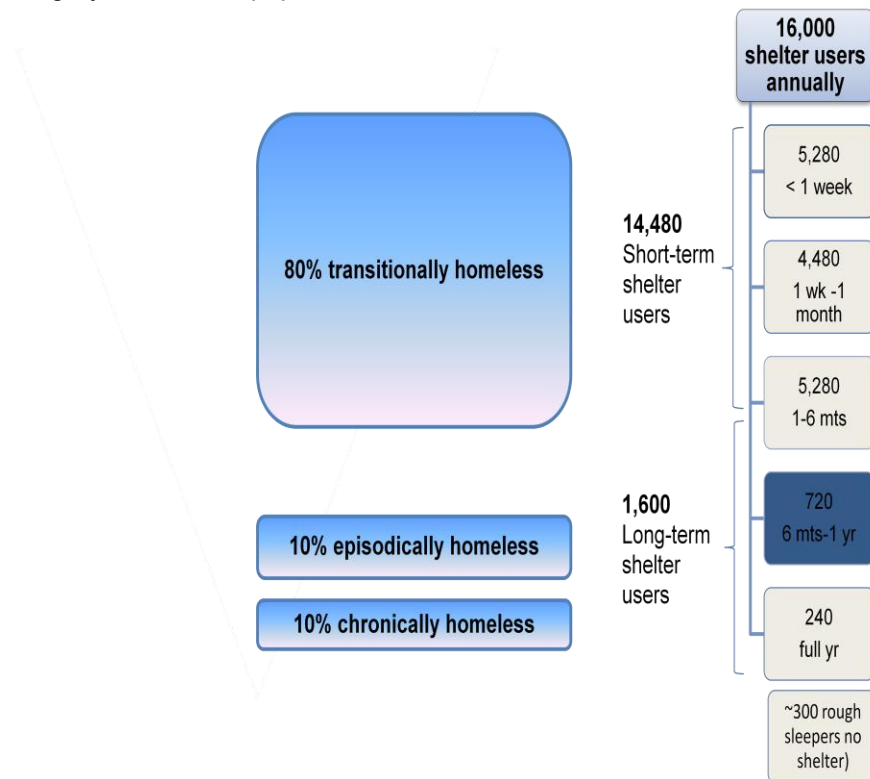 16,000
shelter users
annually
80% transitionally homeless
10% episodically homeless
10% chronically homeless
14,480
Short-term
shelter
users
1,600
Long-term
shelter
users
5,280
< 1 week
4,480
1 wk -1
month
5,280
1-6 mts
720
6 mts-1 yr
240
full yr
~300 rough
sleepers no
shelter)